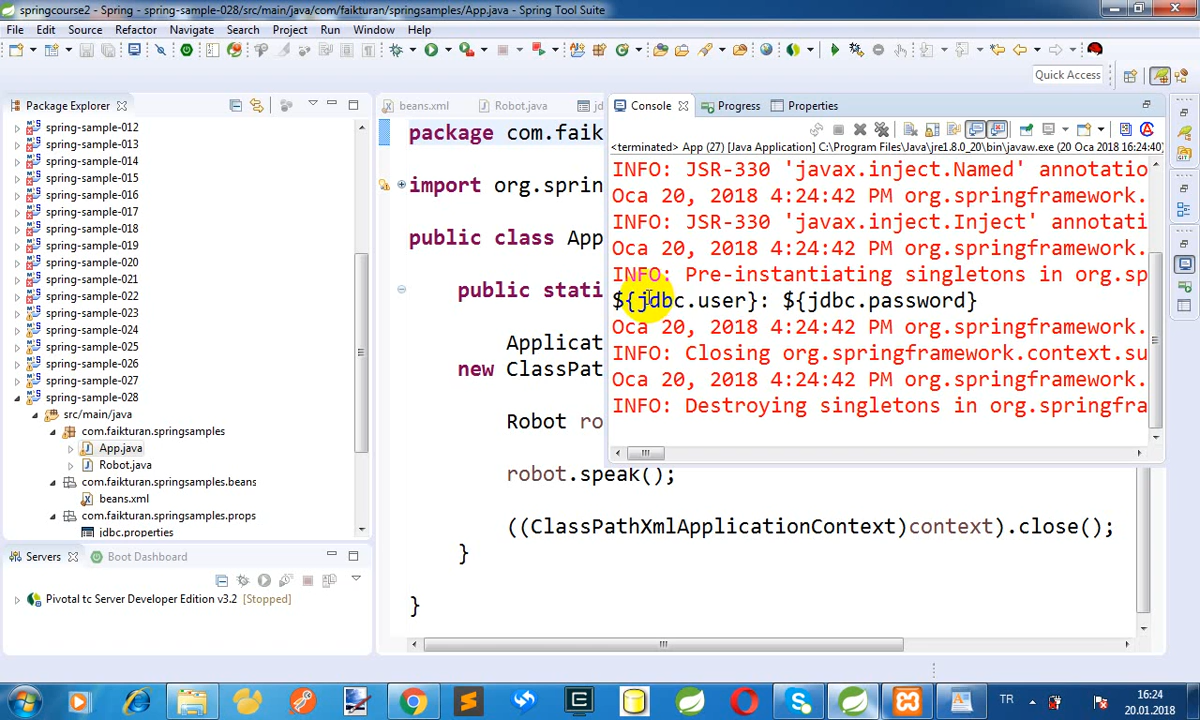 springcourse2 - Spring - spring-sample-028/src/main/java/com/faikturan/springsamples/App.java - Spring Tool Suite
File Edit Source Refactor Navigate Search Project Run Window Help
Quick Access
Package Explorer
spring-sample-012
spring-sample-013
spring-sample-014
spring-sample-015
spring-sample-016
spring-sample-017
spring-sample-018
spring-sample-019
spring-sample-020
spring-sample-021
spring-sample-022
spring-sample-023
spring-sample-024
spring-sample-025
spring-sample-026
spring-sample-027
spring-sample-028
src/main/java
com.faikturan.springsamples
App.java
Robot.java
com.faikturan.springsamples.beans
beans.xml
com.faikturan.springsamples.props
jdbc.properties
Servers Boot Dashboard
Pivotal tc Server Developer Edition v3.2 [Stopped]
beans.xml Robot.java jd
package com.faik
import org.sprin
public class App
public stati
Applicat
new ClassPat
Robot ro
robot.speak();
((ClassPathXmlApplicationContext)context).close();
}
}
Console Progress Properties
<terminated> App (27) [Java Application] C:\Program Files\Java\jre1.8.0_20\bin\javaw.exe (20 Oca 2018 16:24:40)
INFO: JSR-330 'javax.inject.Named' annotatio
Oca 20, 2018 4:24:42 PM org.springframework.
INFO: JSR-330 'javax.inject.Inject' annotati
Oca 20, 2018 4:24:42 PM org.springframework.
INFO: Pre-instantiating singletons in org.sp
${jdbc.user}: ${jdbc.password}
Oca 20, 2018 4:24:42 PM org.springframework.
INFO: Closing org.springframework.context.su
Oca 20, 2018 4:24:42 PM org.springframework.
INFO: Destroying singletons in org.springfra
TR
16:24
20.01.2018